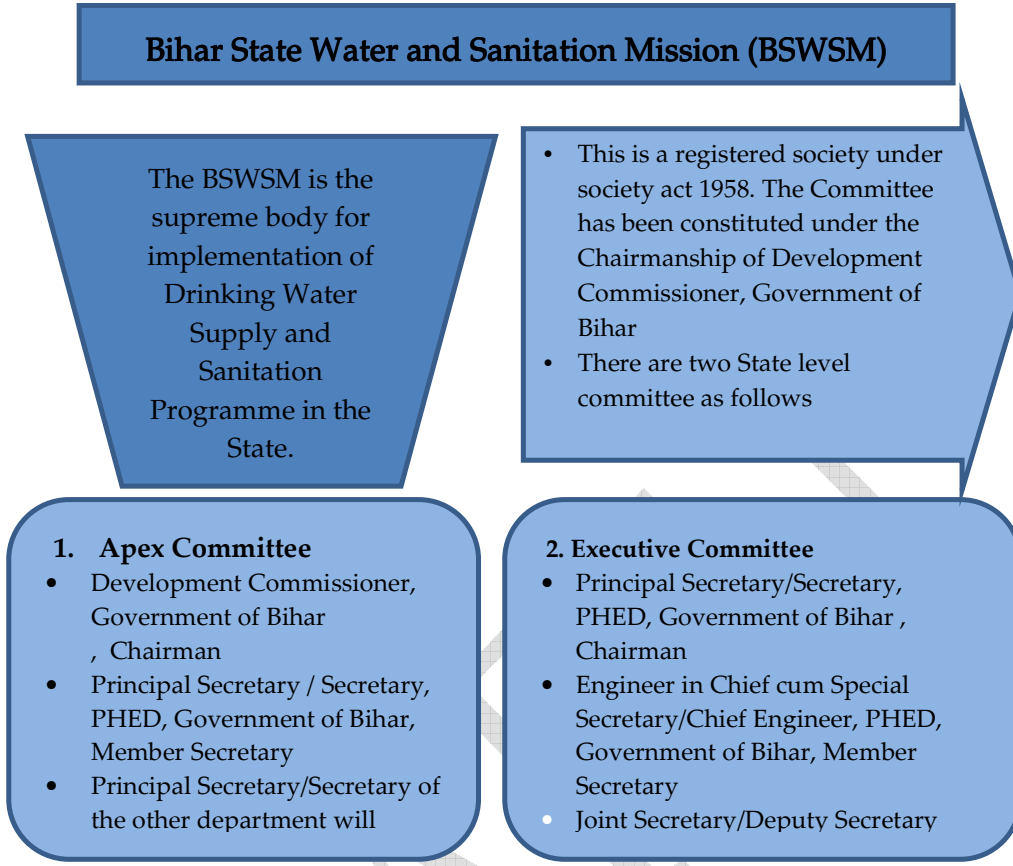 Bihar State Water and Sanitation Mission (BSWSM)
The BSWSM is the
supreme body for
implementation of
Drinking Water
Supply and
Sanitation
Programme in the
State.
• This is a registered society under
society act 1958. The Committee
has been constituted under the
Chairmanship of Development
Commissioner, Government of
Bihar
• There are two State level
committee as follows
1. Apex Committee
• Development Commissioner,
Government of Bihar
, Chairman
• Principal Secretary / Secretary,
PHED, Government of Bihar,
Member Secretary
• Principal Secretary/Secretary of
the other department will
2. Executive Committee
• Principal Secretary/Secretary,
PHED, Government of Bihar ,
Chairman
• Engineer in Chief cum Special
Secretary/Chief Engineer, PHED,
Government of Bihar, Member
Secretary
• Joint Secretary/Deputy Secretary